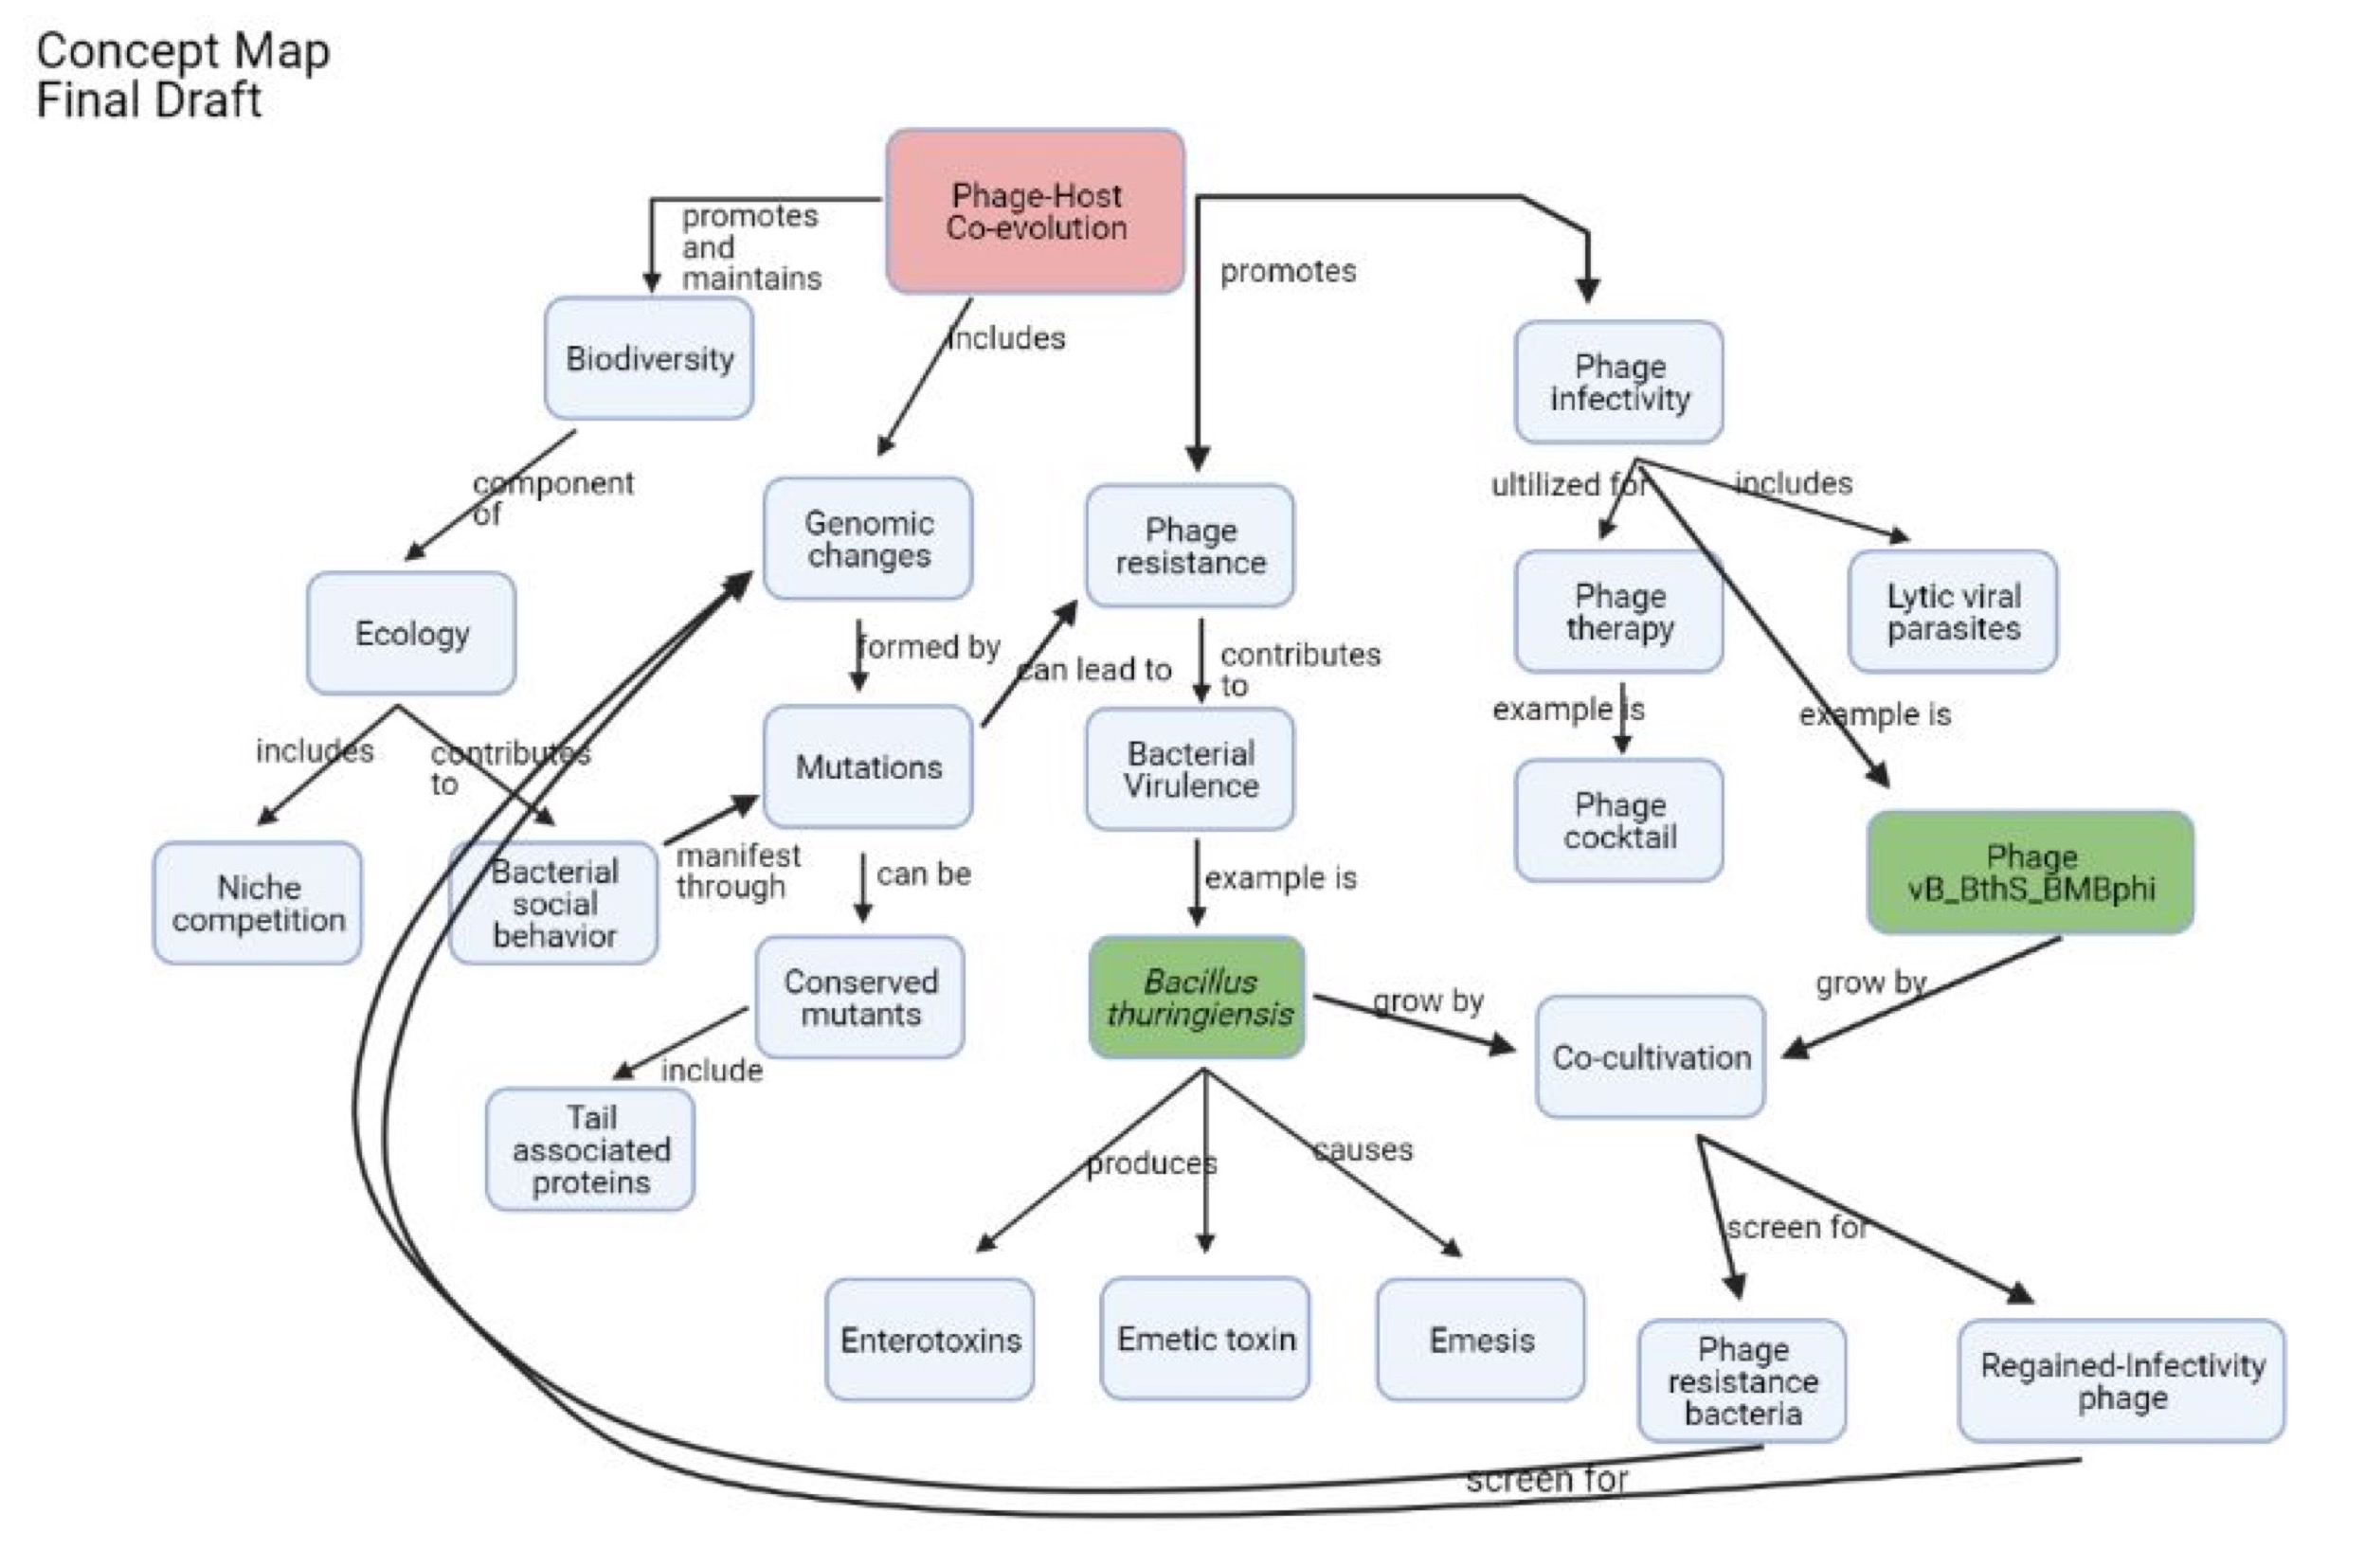 Concept Map
Final Draft
Phage-Host
Co-evolution
promotes
and
maintains
promotes
includes
Biodiversity
Phage
infectivity
component
of
ultilized for
includes
Genomic
changes
Phage
resistance
Phage
therapy
Lytic viral
parasites
Ecology
formed by
can lead to
contributes
to
example is
example is
includes
contributes
to
Mutations
Bacterial
Virulence
Phage
cocktail
manifest
through
can be
example is
Phage
vB_BthS_BMBphi
Niche
competition
Bacterial
social
behavior
Conserved
mutants
Bacillus
thuringiensis
grow by
grow by
Co-cultivation
include
Tail
associated
proteins
produces
causes
screen for
Enterotoxins
Emetic toxin
Emesis
Phage
resistance
bacteria
Regained-Infectivity
phage
screen for